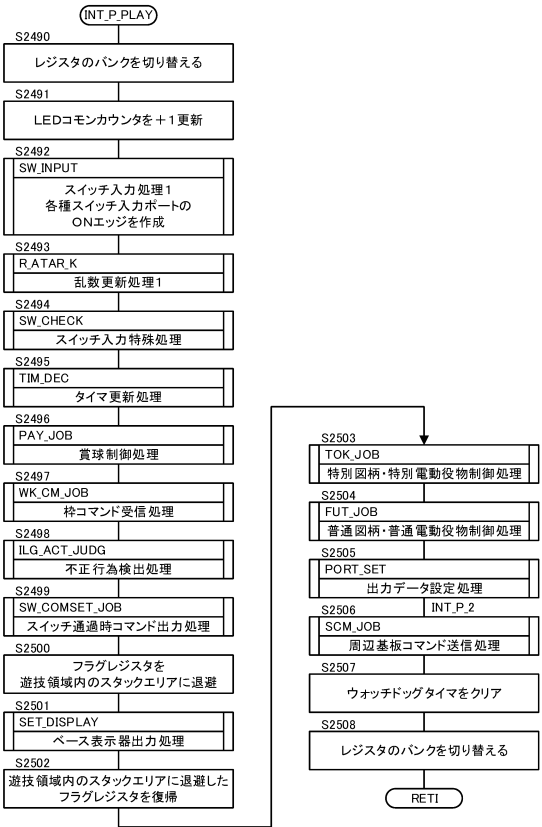 INT_P_PLAY
S2490
レジスタのバンクを切り替える
S2491
LEDコモンカウンタを＋1更新
S2492
SW_INPUT
スイッチ入力処理1
各種スイッチ入力ポートの
ONエッジを作成
S2493
R_ATAR_K
乱数更新処理1
S2494
SW_CHECK
スイッチ入力特殊処理
S2495
TIM_DEC
タイマ更新処理
S2496
PAY_JOB
賞球制御処理
S2497
WK_CM_JOB
枠コマンド受信処理
S2498
ILG_ACT_JUDG
不正行為検出処理
S2499
SW_COMSET_JOB
スイッチ通過時コマンド出力処理
S2500
フラグレジスタを
遊技領域内のスタックエリアに退避
S2501
SET_DISPLAY
ベース表示器出力処理
S2502
遊技領域内のスタックエリアに退避した
フラグレジスタを復帰
S2503
TOK_JOB
特別図柄・特別電動役物制御処理
S2504
FUT_JOB
普通図柄・普通電動役物制御処理
S2505
PORT_SET
出力データ設定処理
INT_P_2
S2506
SCM_JOB
周辺基板コマンド送信処理
S2507
ウォッチドッグタイマをクリア
S2508
レジスタのバンクを切り替える
RETI